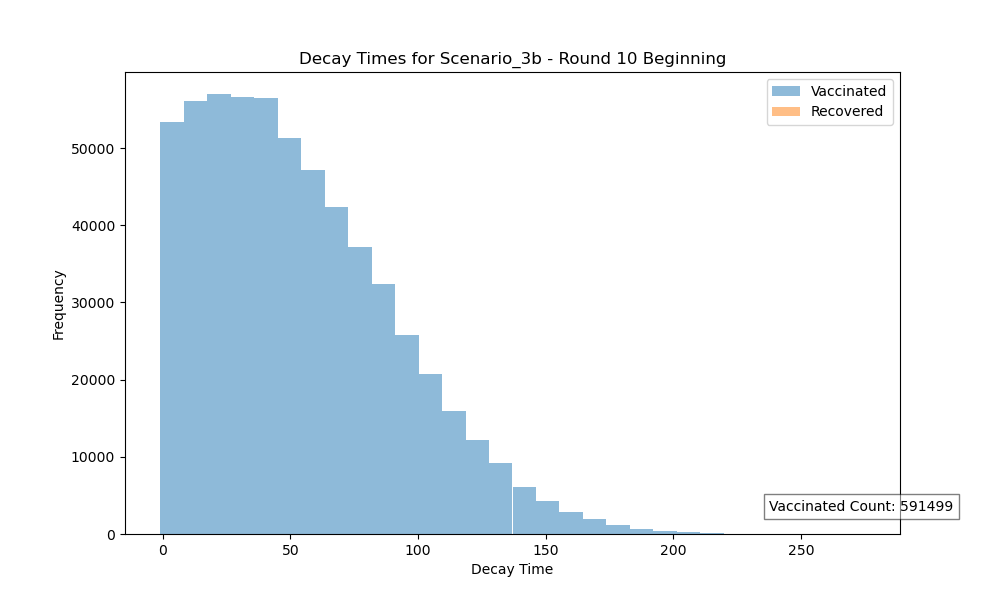 Decay Times for Scenario_3b - Round 10 Beginning
Vaccinated
Recovered
50000
40000
30000
20000
10000
0
Frequency
Vaccinated Count: 591499
0 50 100 150 200 250
Decay Time